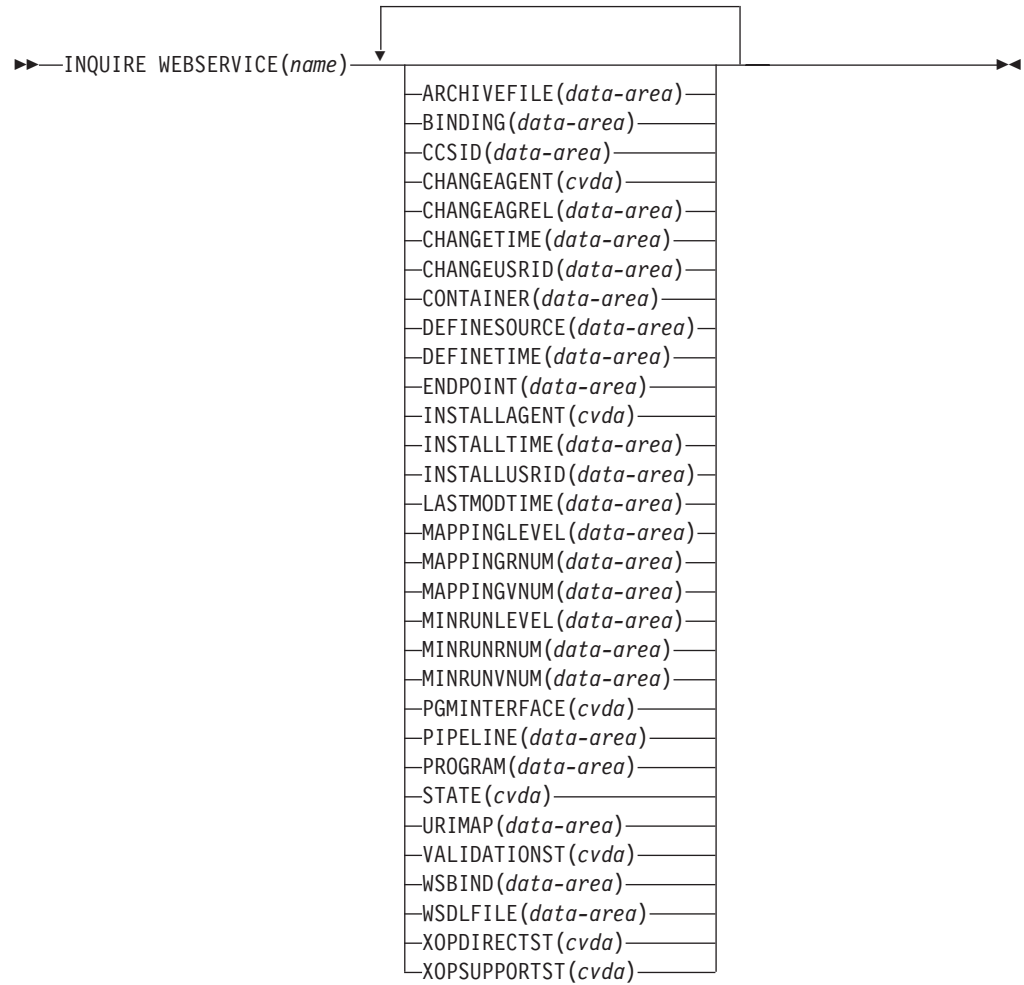 INQUIRE WEBSERVICE(name)
ARCHIVEFILE(data-area)
BINDING(data-area)
CCSID(data-area)
CHANGEAGENT(cvda)
CHANGEAGREL(data-area)
CHANGETIME(data-area)
CHANGEUSRID(data-area)
CONTAINER(data-area)
DEFINESOURCE(data-area)
DEFINETIME(data-area)
ENDPOINT(data-area)
INSTALLAGENT(cvda)
INSTALLTIME(data-area)
INSTALLUSRID(data-area)
LASTMODTIME(data-area)
MAPPINGLEVEL(data-area)
MAPPINGRNUM(data-area)
MAPPINGVNUM(data-area)
MINRUNLEVEL(data-area)
MINRUNRNUM(data-area)
MINRUNVNUM(data-area)
PGMINTERFACE(cvda)
PIPELINE(data-area)
PROGRAM(data-area)
STATE(cvda)
URIMAP(data-area)
VALIDATIONST(cvda)
WSBIND(data-area)
WSDLFILE(data-area)
XOPDIRECTST(cvda)
XOPSUPPORTST(cvda)